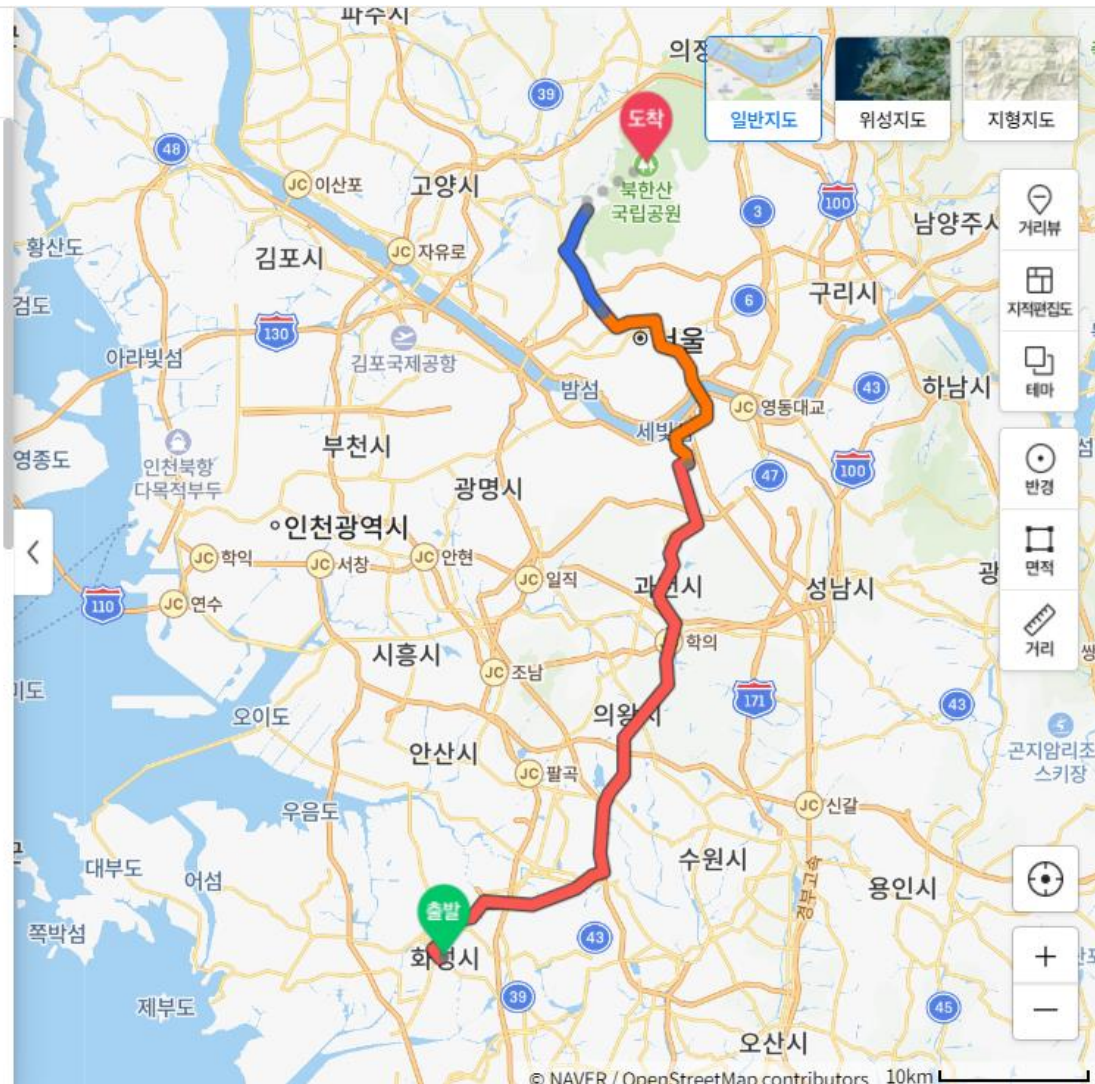 파주시
의정
39
도착
일반지도
위성지도
지형지도
48
JC 이산포
고양시
북한산
국립공원
3
100
남양주시
거리뷰
황산도
김포시
JC 자유로
검도
6
구리시
지적편집도
130
아라빛섬
김포국제공항
서울
밤섬
43
하남시
테마
JC 영동대교
세빛섬
부천시
영종도
인천북항
다목적부두
47
100
섬
반경
광명시
인천광역시
JC 학익
JC 서창
JC 안현
JC 일직
과천시
성남시
광
면적
110
JC 연수
JC 학의
거리
시흥시
JC 조남
쌍
미도
오이도
의왕시
171
43
안산시
JC 팔곡
곤지암리조
스키장
우음도
JC 신갈
대부도
어섬
수원시
용인시
경부고속
출발
쪽박섬
화성시
43
39
제부도
45
오산시
© NAVER / OpenStreetMap contributors
10km